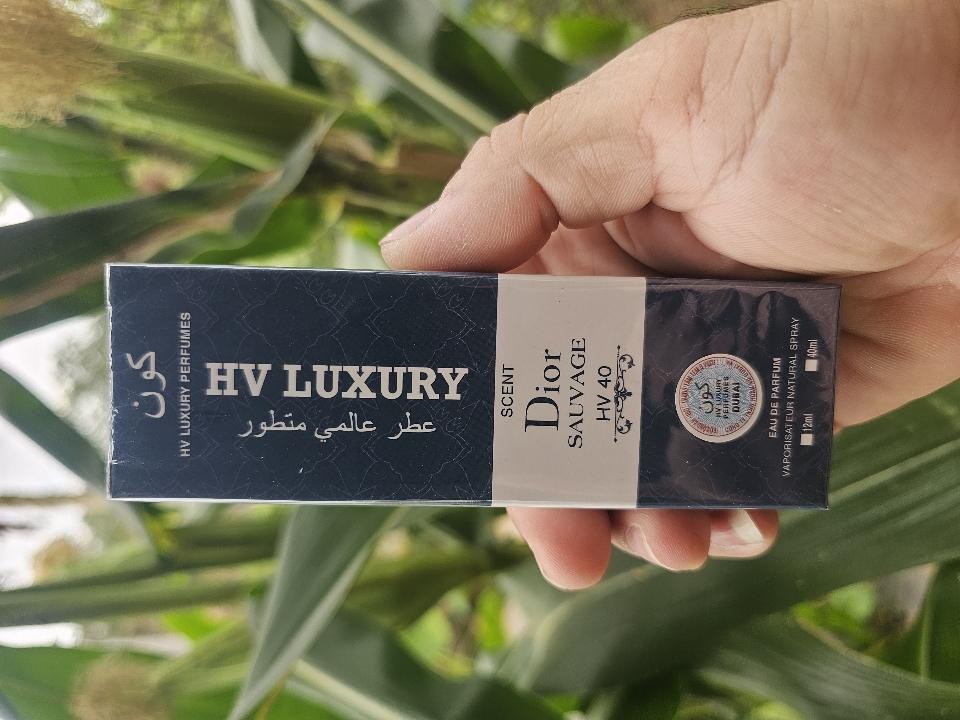 كون
HV LUXURY PERFUMES
HV LUXURY
عطر عالمي متطور
SCENT
Dior
SAUVAGE
HV 40
كون
HV LUXURY
PERFUMES
DUBAI
EAU DE PARFUM
VAPORISATEUR NATURAL SPRAY
12ml 40ml